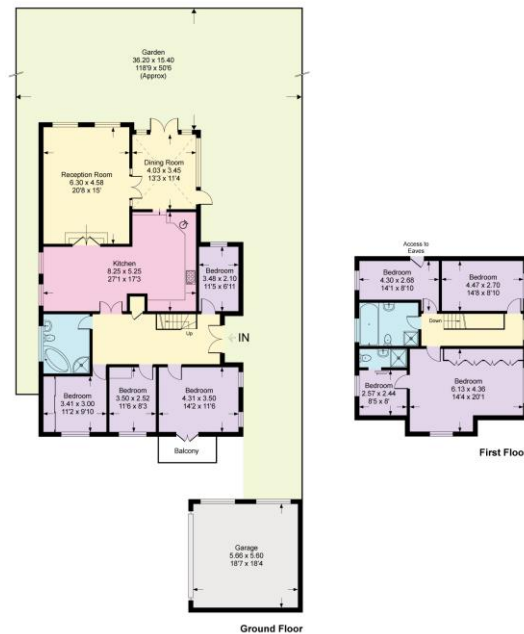 Garden
36.20 x 15.40
118'9 x 50'6
(Approx)
Reception Room
6.30 x 4.58
20'8 x 15'
Dining Room
4.03 x 3.45
13'3 x 11'4
Kitchen
8.25 x 5.25
27'1 x 17'3
Bedroom
3.48 x 2.10
11'5 x 6'11
Up
IN
Bedroom
3.41 x 3.00
11'2 x 9'10
Bedroom
3.50 x 2.52
11'6 x 8'3
Bedroom
4.31 x 3.50
14'2 x 11'6
Balcony
Garage
5.66 x 5.60
18'7 x 18'4
Ground Floor
Access to
Eaves
Bedroom
4.30 x 2.68
14'1 x 8'10
Bedroom
4.47 x 2.70
14'8 x 8'10
Down
Bedroom
2.57 x 2.44
8'5 x 8'
Bedroom
6.13 x 4.36
14'4 x 20'1
First Floo